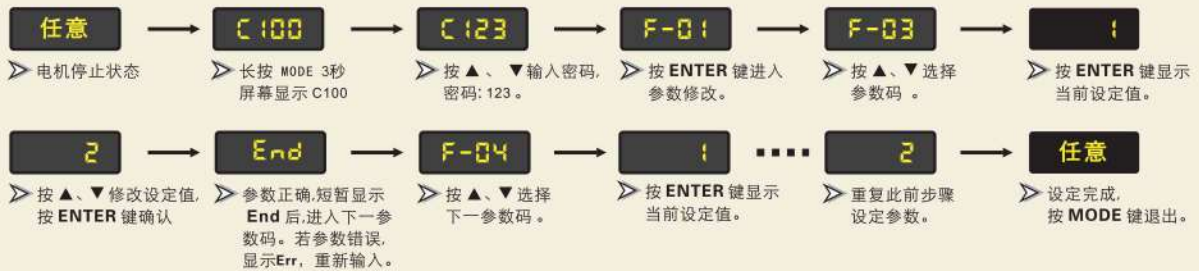 任意
C100
C123
F-01
F-03
1
电机停止状态
长按 MODE 3秒
屏幕显示 C100
按▲、▼输入密码,
密码:123。
按 ENTER 键进入
参数修改。
按▲、▼选择
参数码 。
按 ENTER 键显示
当前设定值。
2
End
F-04
1
2
任意
按▲、▼修改设定值,
按 ENTER 键确认
参数正确,短暂显示
End 后,进入下一参
数码。若参数错误,
显示Err, 重新输入。
按▲、▼选择
下一参数码 。
按 ENTER 键显示
当前设定值。
重复此前步骤
设定参数。
设定完成,
按 MODE 键退出。